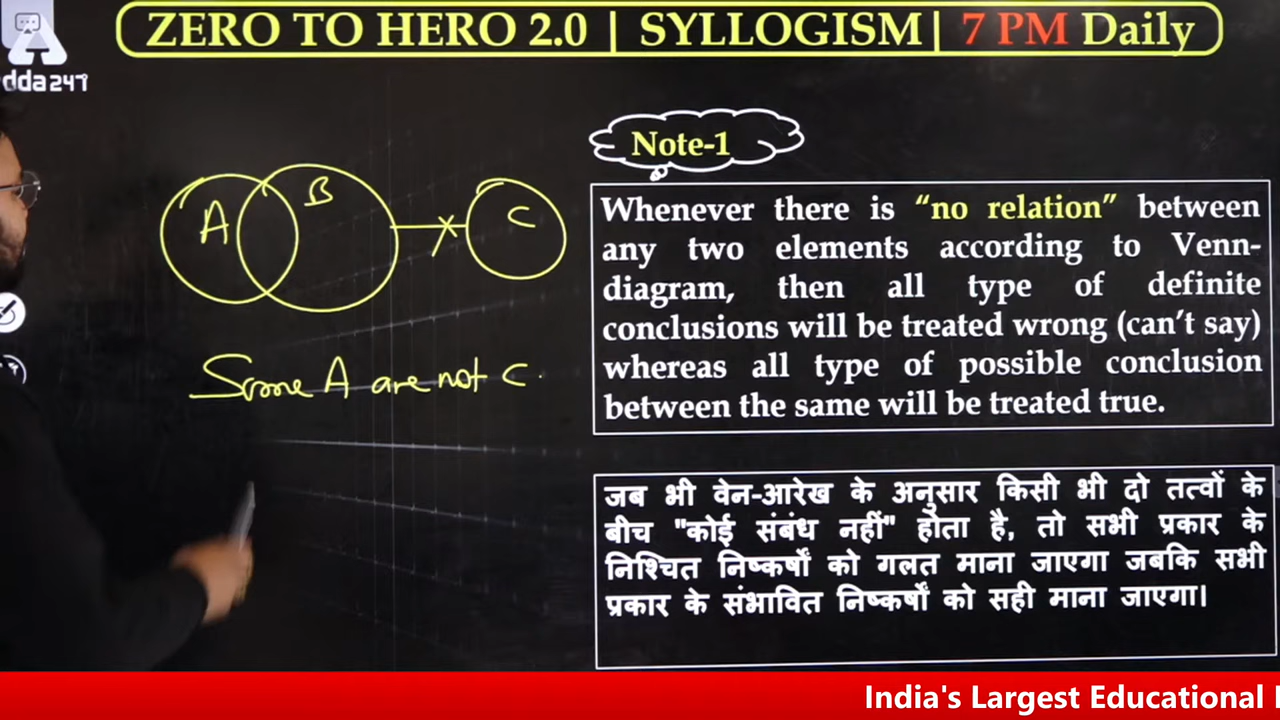 ZERO TO HERO 2.0 | SYLLOGISM | 7 PM Daily
dda247
Note-1
A B C
Some A are not C.
Whenever there is “no relation” between
any two elements according to Venn-
diagram, then all type of definite
conclusions will be treated wrong (can’t say)
whereas all type of possible conclusion
between the same will be treated true.
जब भी वेन-आरेख के अनुसार किसी भी दो तत्वों के
बीच "कोई संबंध नहीं" होता है, तो सभी प्रकार के
निश्चित निष्कर्षों को गलत माना जाएगा जबकि सभी
प्रकार के संभावित निष्कर्षों को सही माना जाएगा।
India's Largest Educational